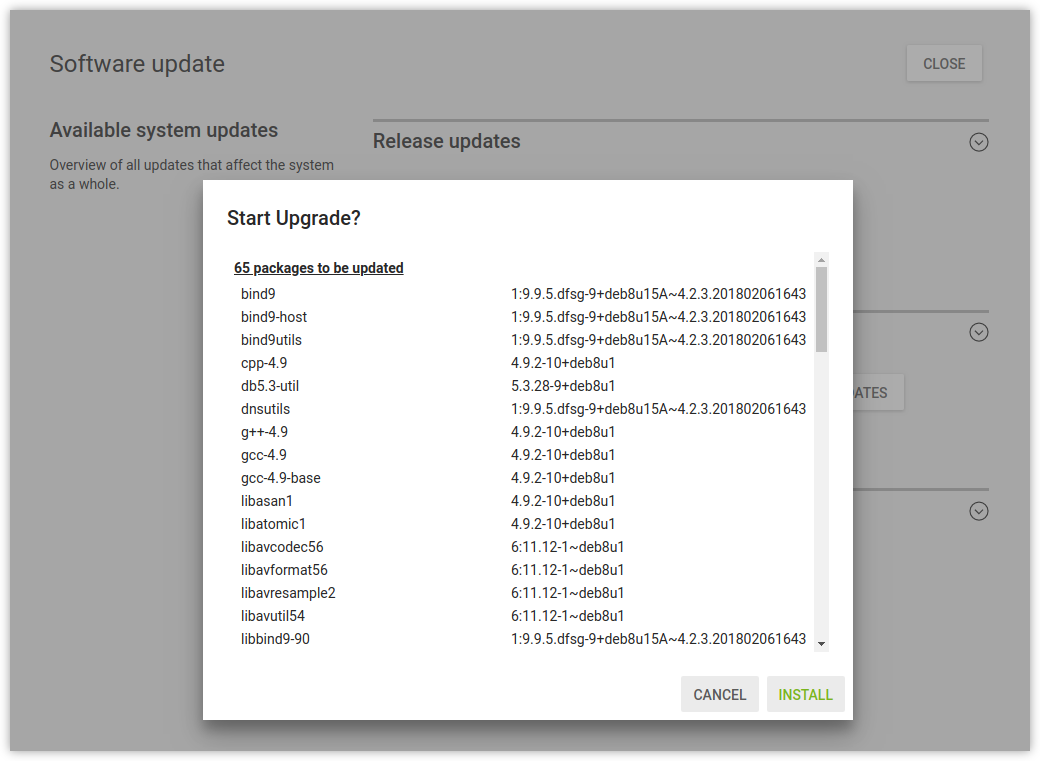 Software update
CLOSE
Available system updates
Release updates
Overview of all updates that affect the system
as a whole.
Start Upgrade?
65 packages to be updated
bind9 1:9.9.5.dfsg-9+deb8u15A~4.2.3.201802061643
bind9-host 1:9.9.5.dfsg-9+deb8u15A~4.2.3.201802061643
bind9utils 1:9.9.5.dfsg-9+deb8u15A~4.2.3.201802061643
cpp-4.9 4.9.2-10+deb8u1
db5.3-util 5.3.28-9+deb8u1
dnsutils 1:9.9.5.dfsg-9+deb8u15A~4.2.3.201802061643
g++-4.9 4.9.2-10+deb8u1
gcc-4.9 4.9.2-10+deb8u1
gcc-4.9-base 4.9.2-10+deb8u1
libasan1 4.9.2-10+deb8u1
libatomic1 4.9.2-10+deb8u1
libavcodec56 6:11.12-1~deb8u1
libavformat56 6:11.12-1~deb8u1
libavresample2 6:11.12-1~deb8u1
libavutil54 6:11.12-1~deb8u1
libbind9-90 1:9.9.5.dfsg-9+deb8u15A~4.2.3.201802061643
DATES
CANCEL INSTALL